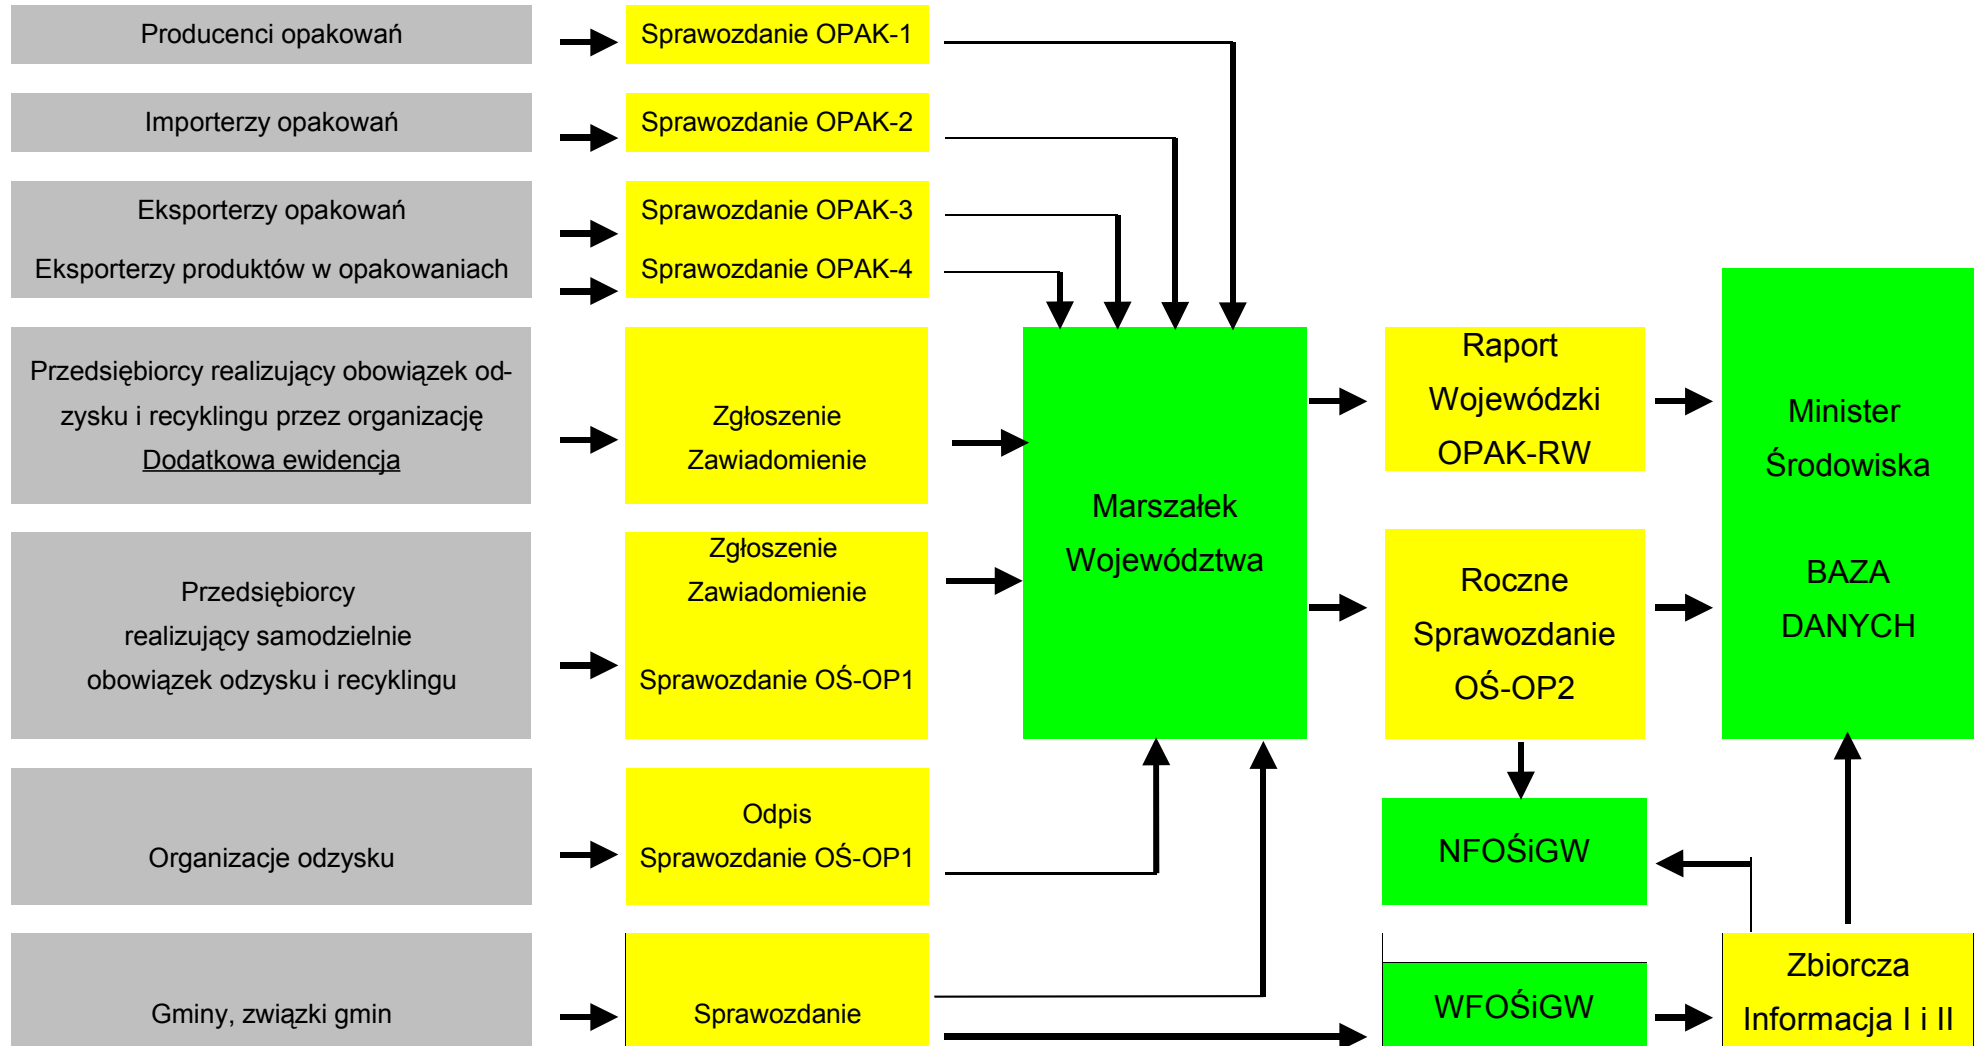 Producenci opakowań
Sprawozdanie OPAK-1
Importerzy opakowań
Sprawozdanie OPAK-2
Eksporterzy opakowań
Eksporterzy produktów w opakowaniach
Sprawozdanie OPAK-3
Sprawozdanie OPAK-4
Przedsiębiorcy realizujący obowiązek od-
zysku i recyklingu przez organizację
Dodatkowa ewidencja
Zgłoszenie
Zawiadomienie
Przedsiębiorcy
realizujący samodzielnie
obowiązek odzysku i recyklingu
Zgłoszenie
Zawiadomienie
Sprawozdanie OŚ-OP1
Organizacje odzysku
Odpis
Sprawozdanie OŚ-OP1
Gminy, związki gmin
Sprawozdanie
Marszałek
Województwa
Raport
Wojewódzki
OPAK-RW
Roczne
Sprawozdanie
OŚ-OP2
NFOŚiGW
WFOŚiGW
Minister
Środowiska
BAZA
DANYCH
Zbiorcza
Informacja I i II